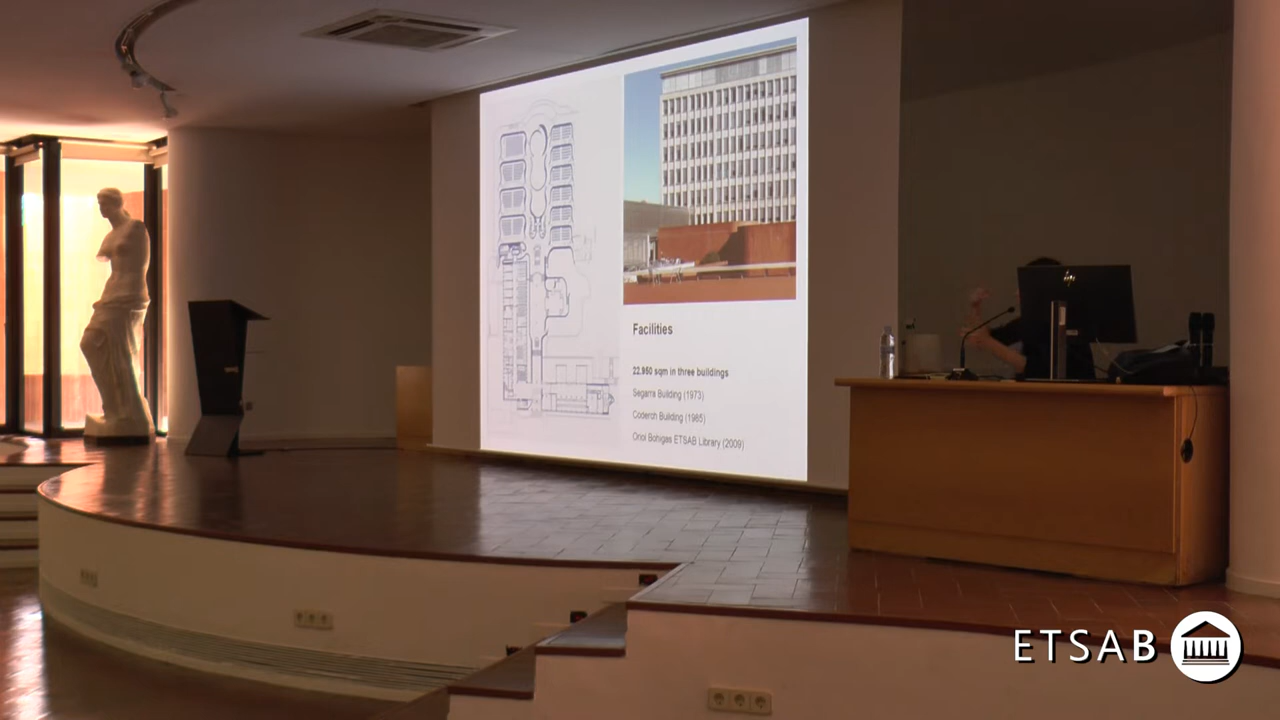 Facilities
22.950 sqm in three buildings
Segarra Building (1973)
Coderch Building (1985)
Oriol Bohigas ETSAB Library (2009)
hp
ETSAB